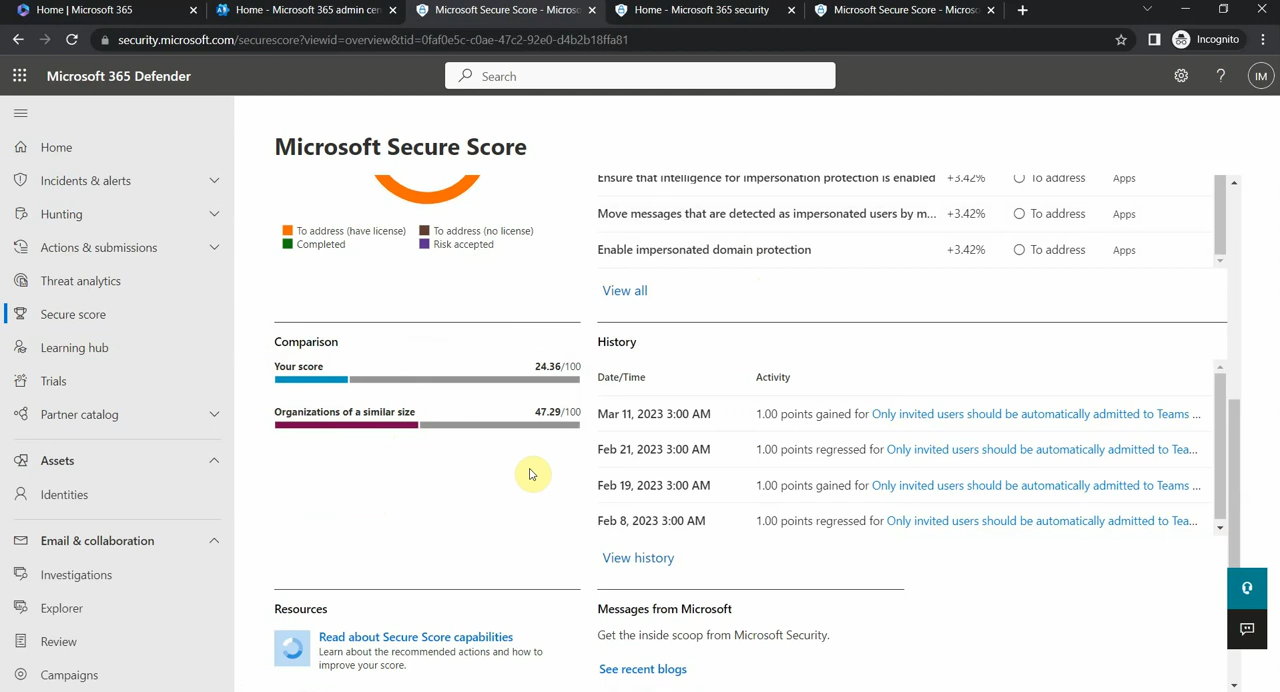 Home | Microsoft 365
Home - Microsoft 365 admin cen
Microsoft Secure Score - Microso
Home - Microsoft 365 security
Microsoft Secure Score - Microso
security.microsoft.com/securescore?viewid=overview&tid=0faf0e5c-c0ae-47c2-92e0-d4b2b18ffa81
Incognito
Microsoft 365 Defender
Search
IM
Home
Incidents & alerts
Hunting
Actions & submissions
Threat analytics
Secure score
Learning hub
Trials
Partner catalog
Assets
Identities
Email & collaboration
Investigations
Explorer
Review
Campaigns
Microsoft Secure Score
To address (have license)
To address (no license)
Completed
Risk accepted
Ensure that intelligence for impersonation protection is enabled +3.42% To address Apps
Move messages that are detected as impersonated users by m... +3.42% To address Apps
Enable impersonated domain protection +3.42% To address Apps
View all
Comparison
Your score 24.36/100
Organizations of a similar size 47.29/100
History
Date/Time Activity
Mar 11, 2023 3:00 AM 1.00 points gained for Only invited users should be automatically admitted to Teams ...
Feb 21, 2023 3:00 AM 1.00 points regressed for Only invited users should be automatically admitted to Tea...
Feb 19, 2023 3:00 AM 1.00 points gained for Only invited users should be automatically admitted to Teams ...
Feb 8, 2023 3:00 AM 1.00 points regressed for Only invited users should be automatically admitted to Tea...
View history
Resources
Read about Secure Score capabilities
Learn about the recommended actions and how to
improve your score.
Messages from Microsoft
Get the inside scoop from Microsoft Security.
See recent blogs